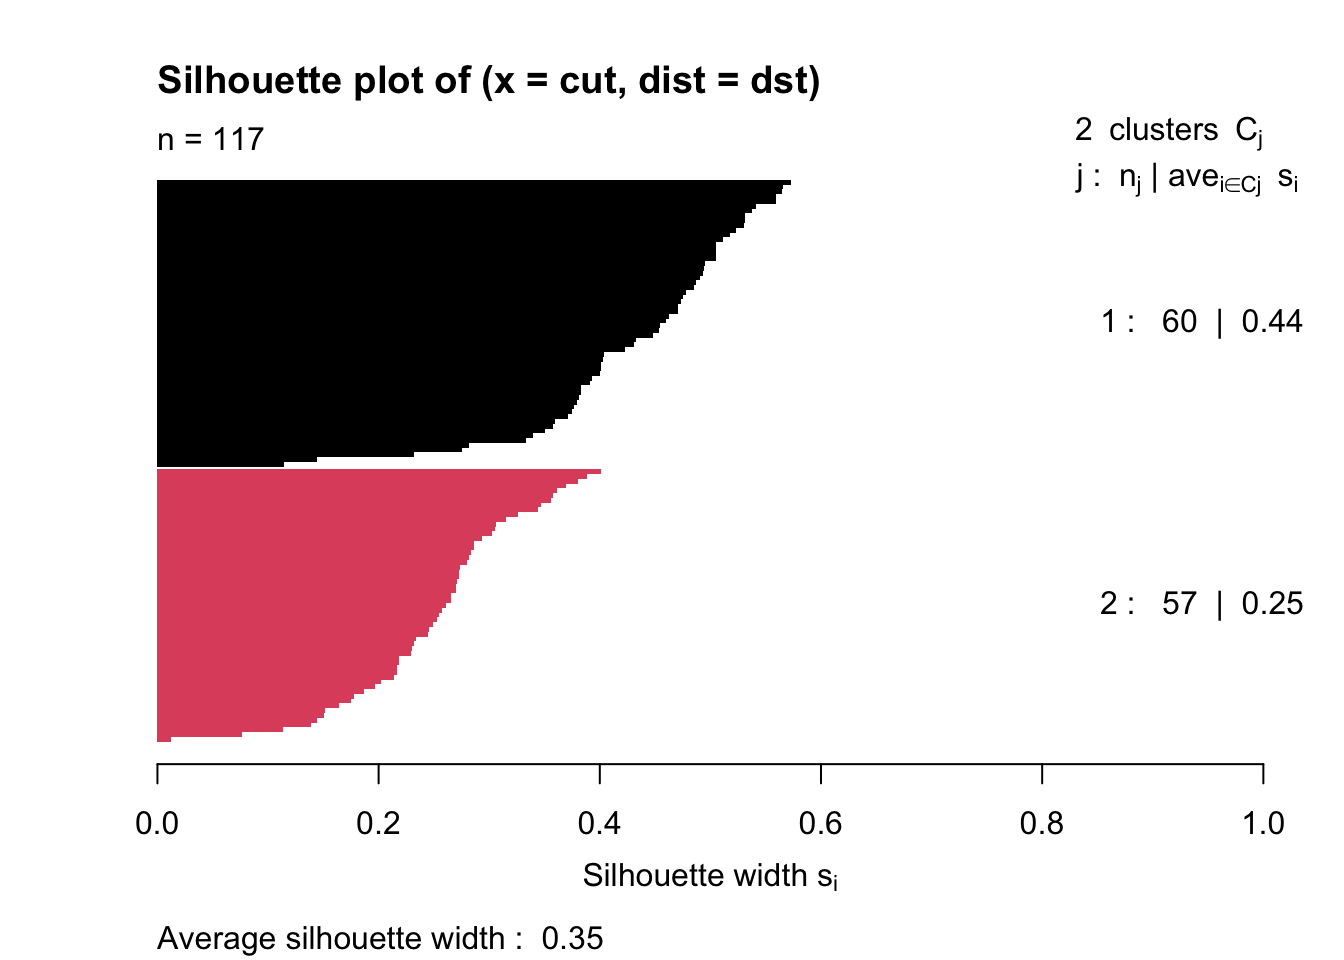 Silhouette plot of (x = cut, dist = dst)
n = 117
2 clusters Cj
j : nj | avei∈Cj si
1 : 60 | 0.44
2 : 57 | 0.25
0.0 0.2 0.4 0.6 0.8 1.0
Silhouette width si
Average silhouette width : 0.35